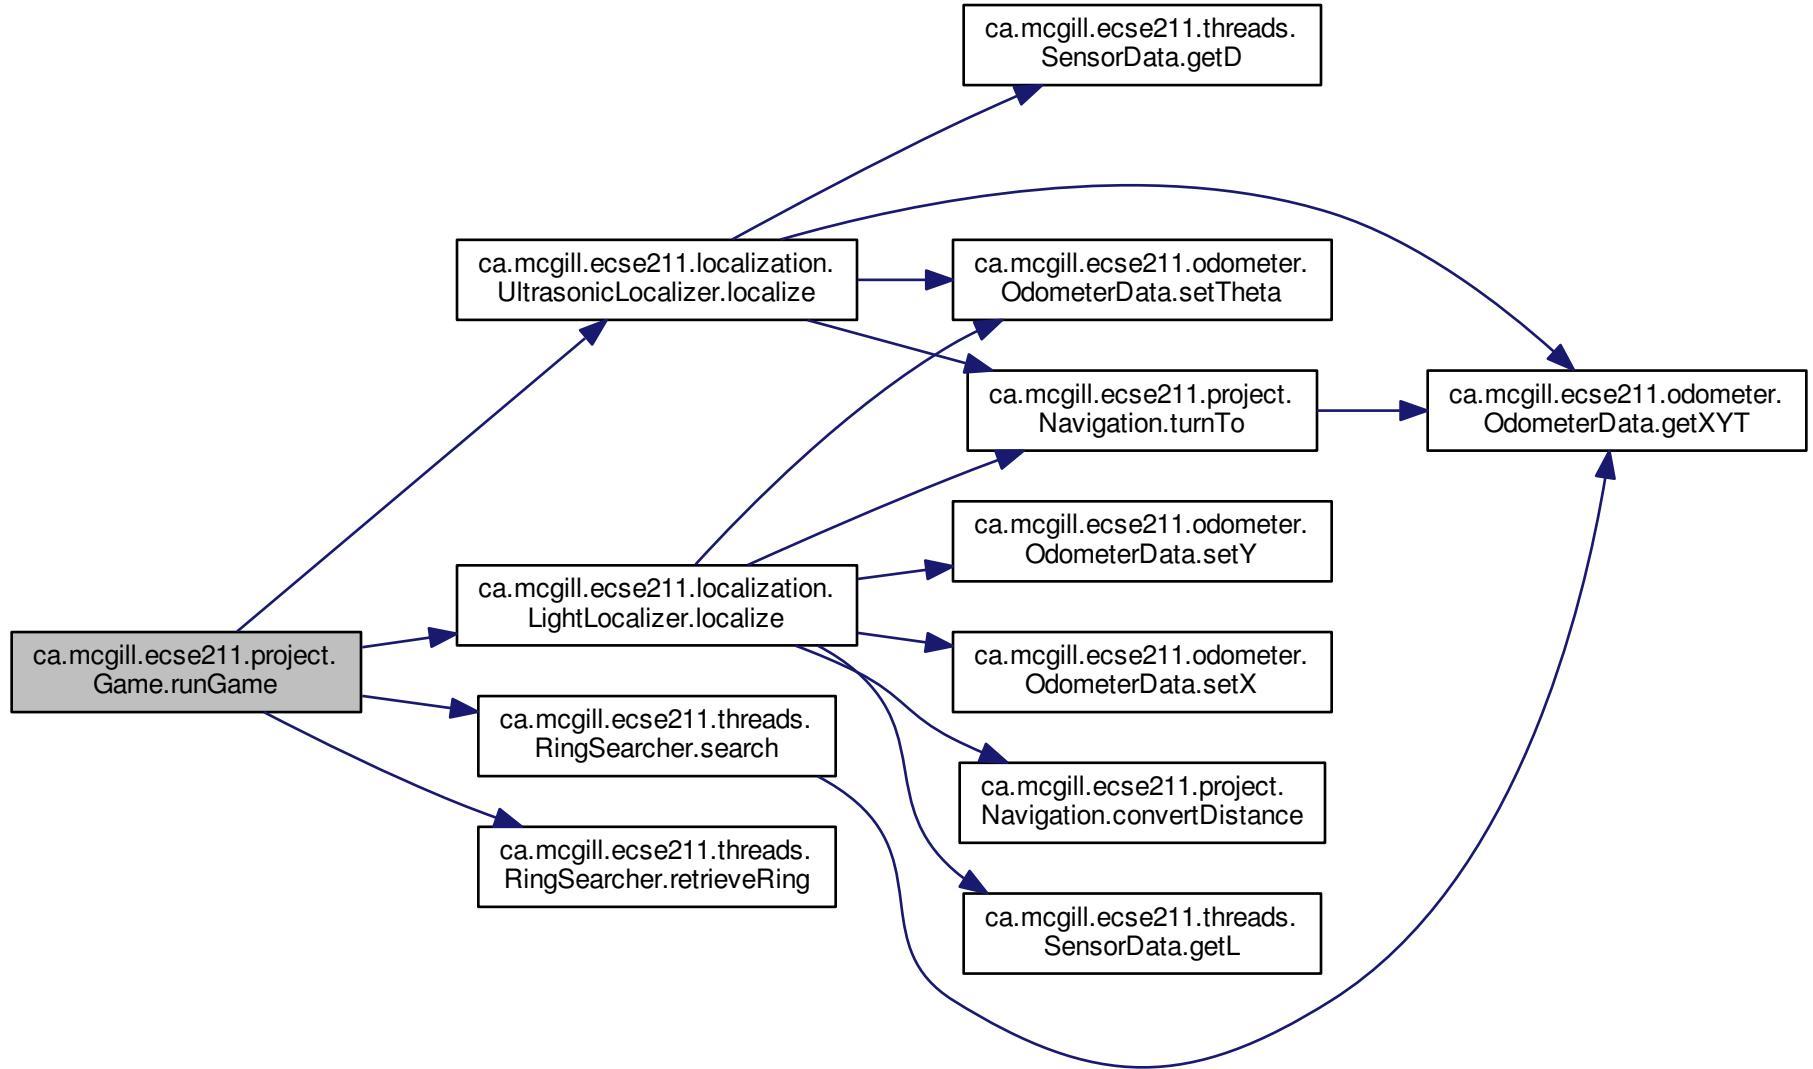 ca.mcgill.ecse211.threads.
SensorData.getD
ca.mcgill.ecse211.localization.
UltrasonicLocalizer.localize
ca.mcgill.ecse211.odometer.
OdometerData.setTheta
ca.mcgill.ecse211.project.
Navigation.turnTo
ca.mcgill.ecse211.odometer.
OdometerData.getXYT
ca.mcgill.ecse211.odometer.
OdometerData.setY
ca.mcgill.ecse211.localization.
LightLocalizer.localize
ca.mcgill.ecse211.project.
Game.runGame
ca.mcgill.ecse211.odometer.
OdometerData.setX
ca.mcgill.ecse211.threads.
RingSearcher.search
ca.mcgill.ecse211.project.
Navigation.convertDistance
ca.mcgill.ecse211.threads.
RingSearcher.retrieveRing
ca.mcgill.ecse211.threads.
SensorData.getL